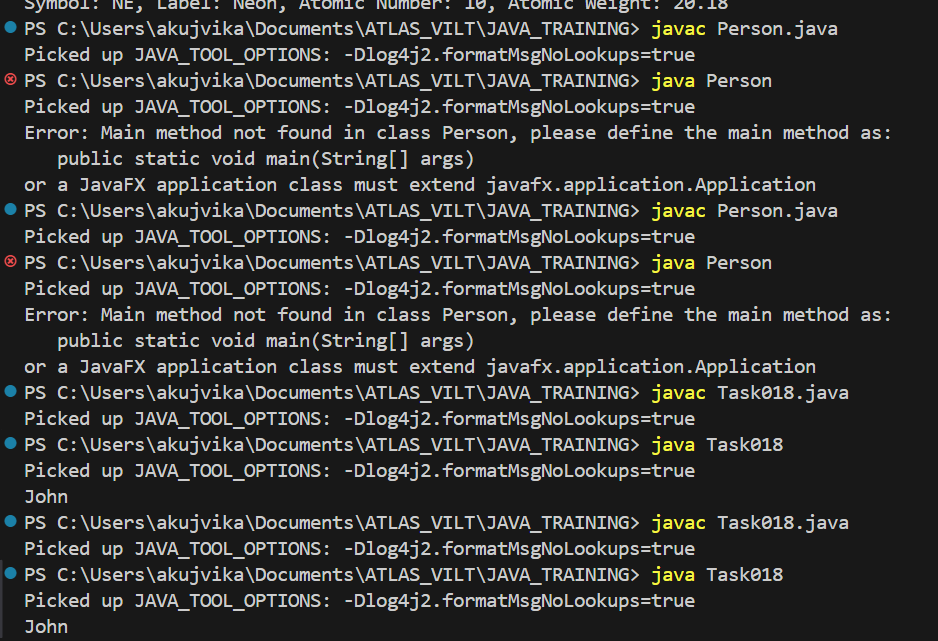 Symbol: NE, Label: Neon, Atomic Number: 10, Atomic Weight: 20.18
PS C:\Users\akujvika\Documents\ATLAS_VILT\JAVA_TRAINING> javac Person.java
Picked up JAVA_TOOL_OPTIONS: -Dlog4j2.formatMsgNoLookups=true
PS C:\Users\akujvika\Documents\ATLAS_VILT\JAVA_TRAINING> java Person
Picked up JAVA_TOOL_OPTIONS: -Dlog4j2.formatMsgNoLookups=true
Error: Main method not found in class Person, please define the main method as:
   public static void main(String[] args)
or a JavaFX application class must extend javafx.application.Application
PS C:\Users\akujvika\Documents\ATLAS_VILT\JAVA_TRAINING> javac Person.java
Picked up JAVA_TOOL_OPTIONS: -Dlog4j2.formatMsgNoLookups=true
PS C:\Users\akujvika\Documents\ATLAS_VILT\JAVA_TRAINING> java Person
Picked up JAVA_TOOL_OPTIONS: -Dlog4j2.formatMsgNoLookups=true
Error: Main method not found in class Person, please define the main method as:
   public static void main(String[] args)
or a JavaFX application class must extend javafx.application.Application
PS C:\Users\akujvika\Documents\ATLAS_VILT\JAVA_TRAINING> javac Task018.java
Picked up JAVA_TOOL_OPTIONS: -Dlog4j2.formatMsgNoLookups=true
PS C:\Users\akujvika\Documents\ATLAS_VILT\JAVA_TRAINING> java Task018
Picked up JAVA_TOOL_OPTIONS: -Dlog4j2.formatMsgNoLookups=true
John
PS C:\Users\akujvika\Documents\ATLAS_VILT\JAVA_TRAINING> javac Task018.java
Picked up JAVA_TOOL_OPTIONS: -Dlog4j2.formatMsgNoLookups=true
PS C:\Users\akujvika\Documents\ATLAS_VILT\JAVA_TRAINING> java Task018
Picked up JAVA_TOOL_OPTIONS: -Dlog4j2.formatMsgNoLookups=true
John